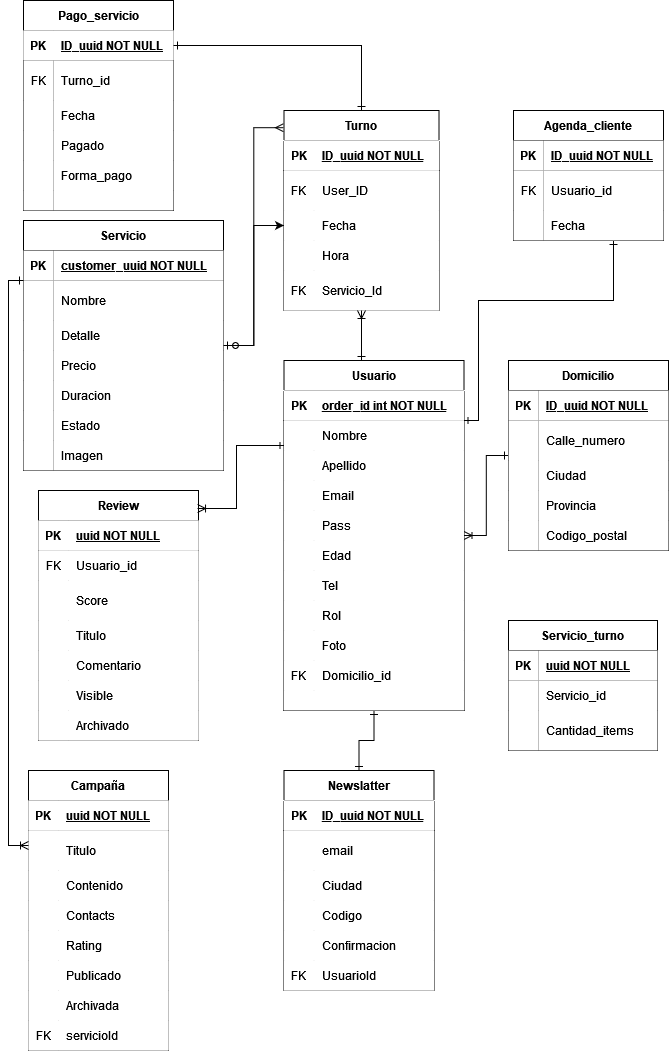 Pago_servicio
PK ID_uuid NOT NULL
FK Turno_id
Fecha
Pagado
Forma_pago
Turno
PK ID_uuid NOT NULL
FK User_ID
Fecha
Hora
FK Servicio_Id
Agenda_cliente
PK ID_uuid NOT NULL
FK Usuario_id
Fecha
Servicio
PK customer_uuid NOT NULL
Nombre
Detalle
Precio
Duracion
Estado
Imagen
Usuario
PK order_id int NOT NULL
Nombre
Apellido
Email
Pass
Edad
Tel
Rol
Foto
FK Domicilio_id
Domicilio
PK ID_uuid NOT NULL
Calle_numero
Ciudad
Provincia
Codigo_postal
Review
PK uuid NOT NULL
FK Usuario_id
Score
Titulo
Comentario
Visible
Archivado
Servicio_turno
PK uuid NOT NULL
Servicio_id
Cantidad_items
Campaña
PK uuid NOT NULL
Titulo
Contenido
Contacts
Rating
Publicado
Archivada
FK servicioId
Newslatter
PK ID_uuid NOT NULL
email
Ciudad
Codigo
Confirmacion
FK UsuarioId